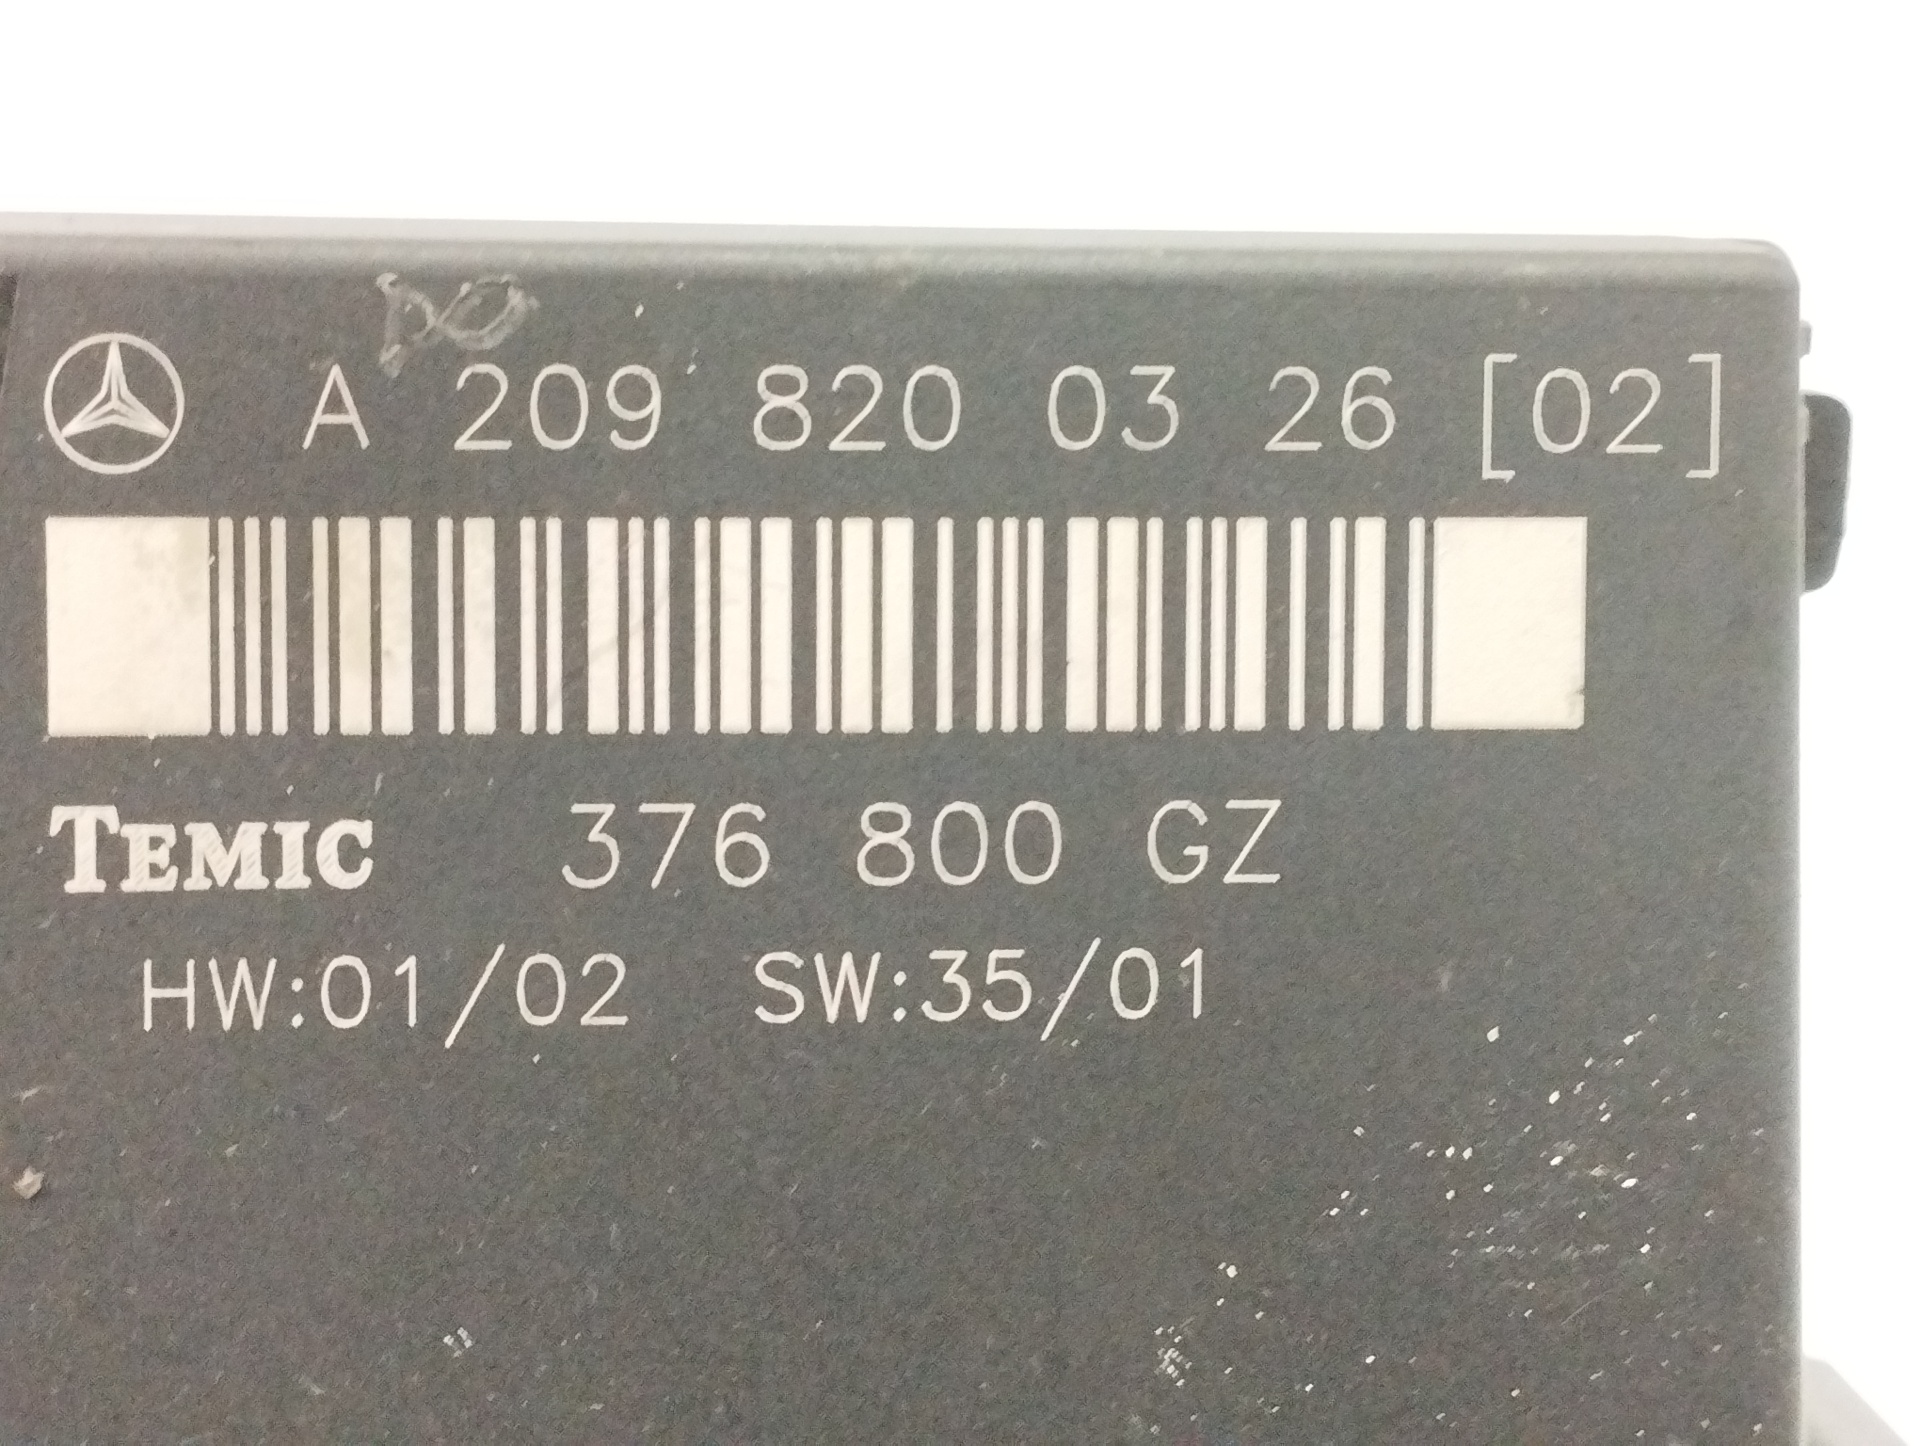 A 209 820 03 26 [02]
TEMIC 376 800 GZ
HW:01/02 SW:35/01